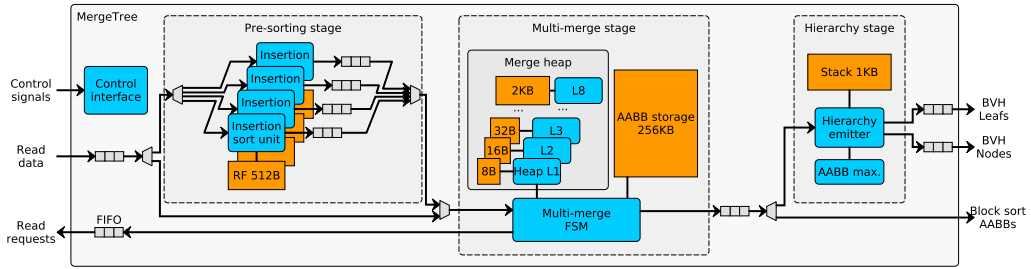 MergeTree
Control
signals
Read
data
Read
requests
Control
interface
FIFO
Pre-sorting stage
Insertion
Insertion
Insertion
Insertion
sort unit
RF 512B
Multi-merge stage
Merge heap
2KB
L8
...
...
32B
L3
16B
L2
8B
Heap L1
AABB storage
256KB
Multi-merge
FSM
Hierarchy stage
Stack 1KB
Hierarchy
emitter
AABB max.
BVH
Leafs
BVH
Nodes
Block sort
AABBs